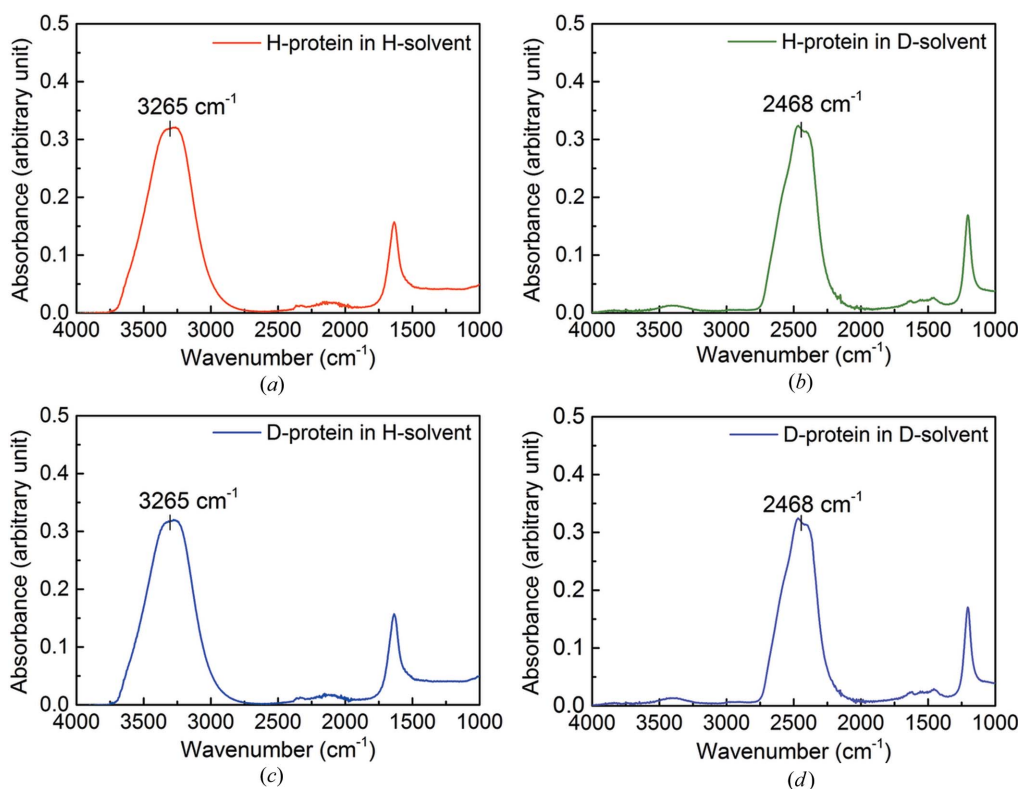 H-protein in H-solvent
3265 cm-1
Absorbance (arbitrary unit)
0.5
0.4
0.3
0.2
0.1
0.0
4000 3500 3000 2500 2000 1500 1000
Wavenumber (cm-1)
(a)
H-protein in D-solvent
2468 cm-1
Absorbance (arbitrary unit)
0.5
0.4
0.3
0.2
0.1
0.0
4000 3500 3000 2500 2000 1500 1000
Wavenumber (cm-1)
(b)
D-protein in H-solvent
3265 cm-1
Absorbance (arbitrary unit)
0.5
0.4
0.3
0.2
0.1
0.0
4000 3500 3000 2500 2000 1500 1000
Wavenumber (cm-1)
(c)
D-protein in D-solvent
2468 cm-1
Absorbance (arbitrary unit)
0.5
0.4
0.3
0.2
0.1
0.0
4000 3500 3000 2500 2000 1500 1000
Wavenumber (cm-1)
(d)